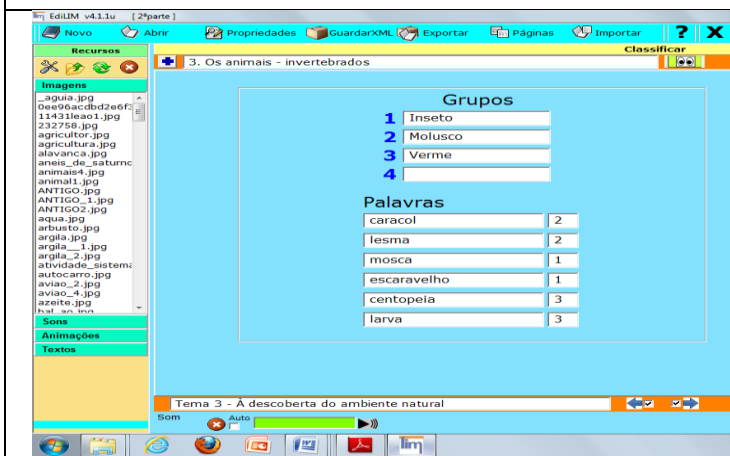 EdiLIM v4.1.1u [ 2ªparte ]
Novo Abrir Propriedades GuardarXML Exportar Páginas Importar ? X
Recursos
Classificar
3. Os animais - invertebrados
Imagens
_aguia.jpg
0ee96acdbd2e6f
11431leao1.jpg
232758.jpg
agricultor.jpg
agricultura.jpg
alavanca.jpg
aneis_de_saturno
animais4.jpg
animal1.jpg
ANTIGO.jpg
ANTIGO_1.jpg
ANTIGO2.jpg
aqua.jpg
arbusto.jpg
argila.jpg
argila__1.jpg
argila_2.jpg
atividade_sistema
autocarro.jpg
aviao_2.jpg
aviao_4.jpg
azeite.jpg
Sons
Animações
Textos
Grupos
1 Inseto
2 Molusco
3 Verme
4
Palavras
caracol 2
lesma 2
mosca 1
escaravelho 1
centopeia 3
larva 3
Tema 3 - À descoberta do ambiente natural
Som Auto
lim